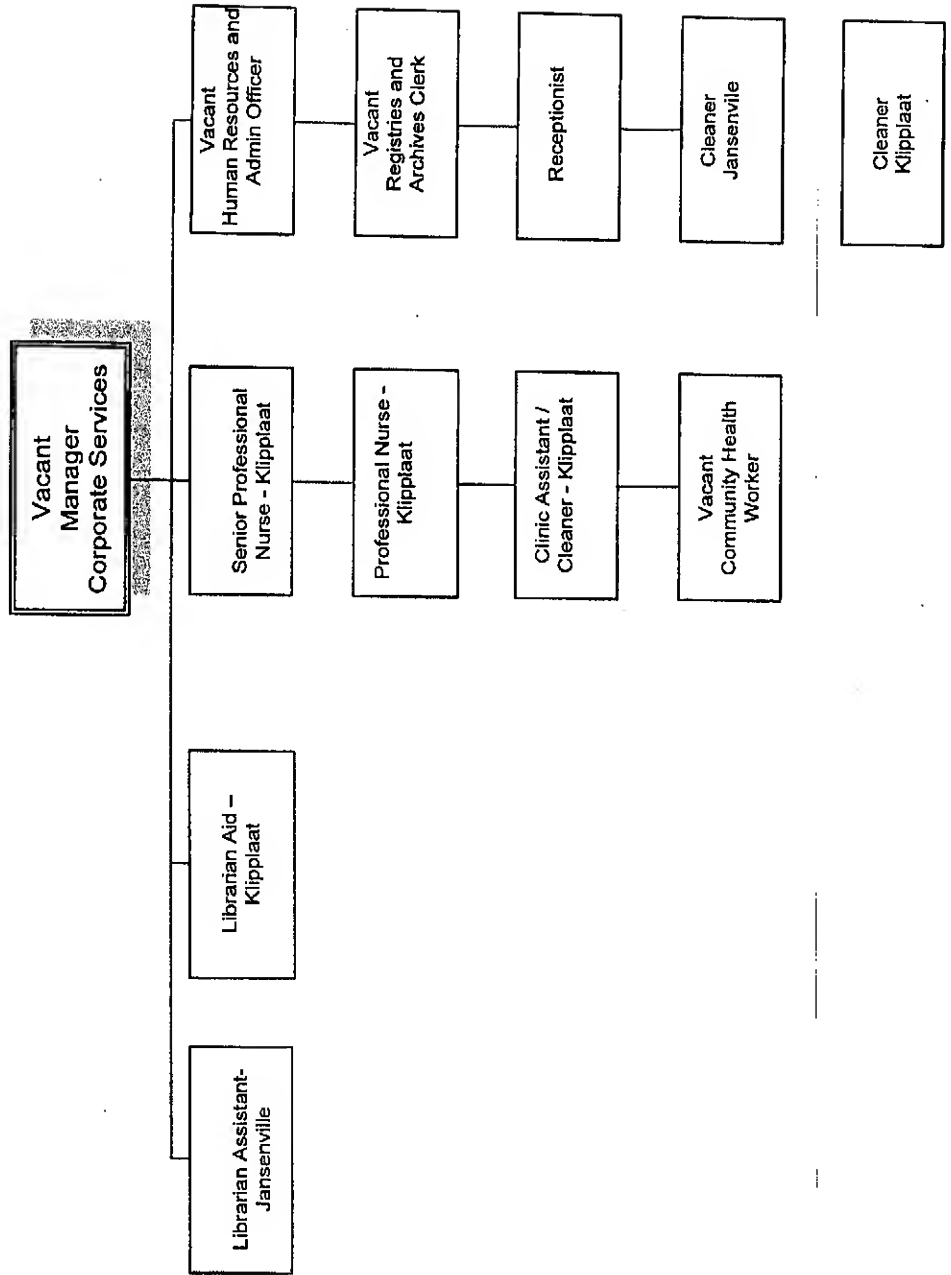 Vacant
Manager
Corporate Services
Librarian Assistant-
Jansenville
Librarian Aid –
Klipplaat
Senior Professional
Nurse - Klipplaat
Vacant
Human Resources and
Admin Officer
Professional Nurse -
Klipplaat
Vacant
Registries and
Archives Clerk
Clinic Assistant /
Cleaner - Klipplaat
Receptionist
Vacant
Community Health
Worker
Cleaner
Jansenvile
Cleaner
Klipplaat